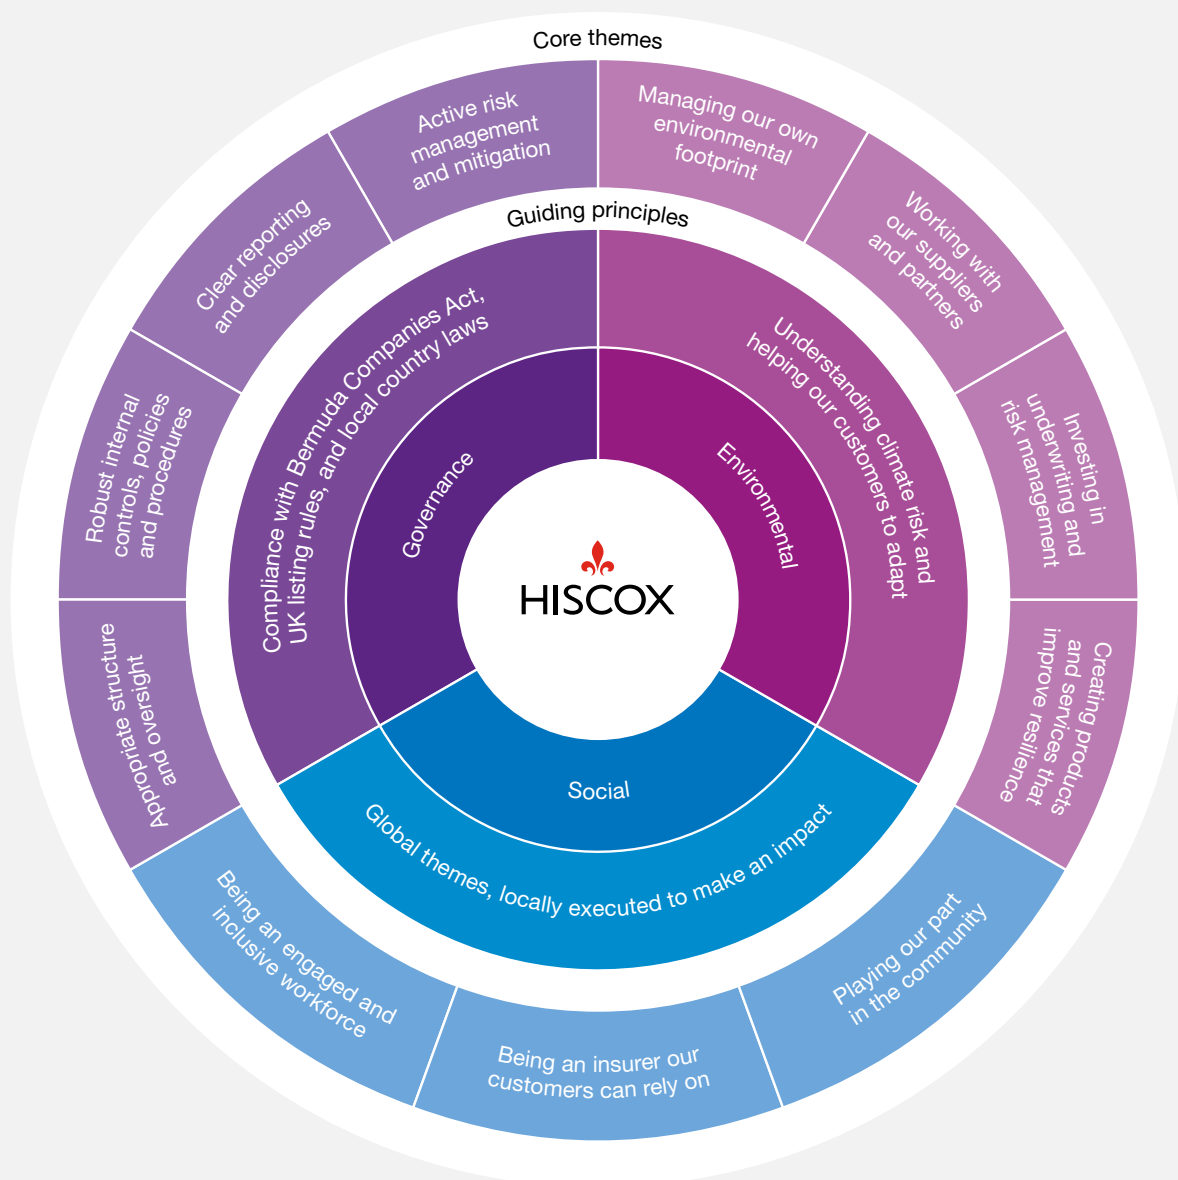 Core themes
Managing our own
environmental
footprint
Working with
our suppliers
and partners
Investing in
underwriting and
risk management
Creating products
and services that
improve resilience
Playing our part
in the community
Being an insurer our
customers can rely on
Being an engaged and
inclusive workforce
Appropriate structure
and oversight
Robust internal
controls, policies
and procedures
Clear reporting
and disclosures
Active risk
management
and mitigation
Guiding principles
Understanding climate risk and
helping our customers to adapt
Global themes, locally executed to make an impact
Compliance with Bermuda Companies Act,
UK listing rules, and local country laws
Environmental
Social
Governance
HISCOX